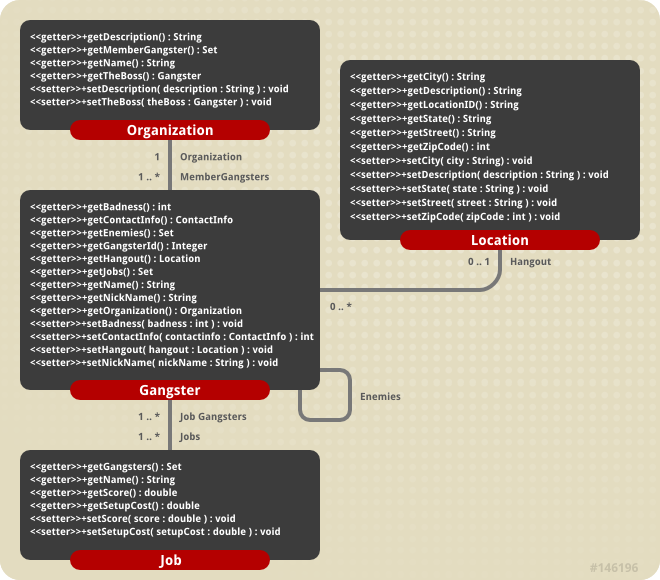 <<getter>>+getDescription() : String
<<getter>>+getMemberGangster() : Set
<<getter>>+getName() : String
<<getter>>+getTheBoss() : Gangster
<<setter>>+setDescription( description : String ) : void
<<setter>>+setTheBoss( theBoss : Gangster ) : void
Organization
1 Organization
1 .. * MemberGangsters
<<getter>>+getCity() : String
<<getter>>+getDescription() : String
<<getter>>+getLocationID() : String
<<getter>>+getState() : String
<<getter>>+getStreet() : String
<<getter>>+getZipCode() : int
<<setter>>+setCity( city : String) : void
<<setter>>+setDescription( description : String ) : void
<<setter>>+setState( state : String ) : void
<<setter>>+setStreet( street : String ) : void
<<setter>>+setZipCode( zipCode : int ) : void
Location
0 .. 1 Hangout
0 .. *
<<getter>>+getBadness() : int
<<getter>>+getContactInfo() : ContactInfo
<<getter>>+getEnemies() : Set
<<getter>>+getGangsterId() : Integer
<<getter>>+getHangout() : Location
<<getter>>+getJobs() : Set
<<getter>>+getName() : String
<<getter>>+getNickName() : String
<<getter>>+getOrganization() : Organization
<<setter>>+setBadness( badness : int ) : void
<<setter>>+setContactInfo( contactinfo : ContactInfo ) : int
<<setter>>+setHangout( hangout : Location ) : void
<<setter>>+setNickName( nickName : String ) : void
Gangster
Enemies
1 .. * Job Gangsters
1 .. * Jobs
<<getter>>+getGangsters() : Set
<<getter>>+getName() : String
<<getter>>+getScore() : double
<<getter>>+getSetupCost() : double
<<setter>>+setScore( score : double ) : void
<<setter>>+setSetupCost( setupCost : double ) : void
Job
#146196